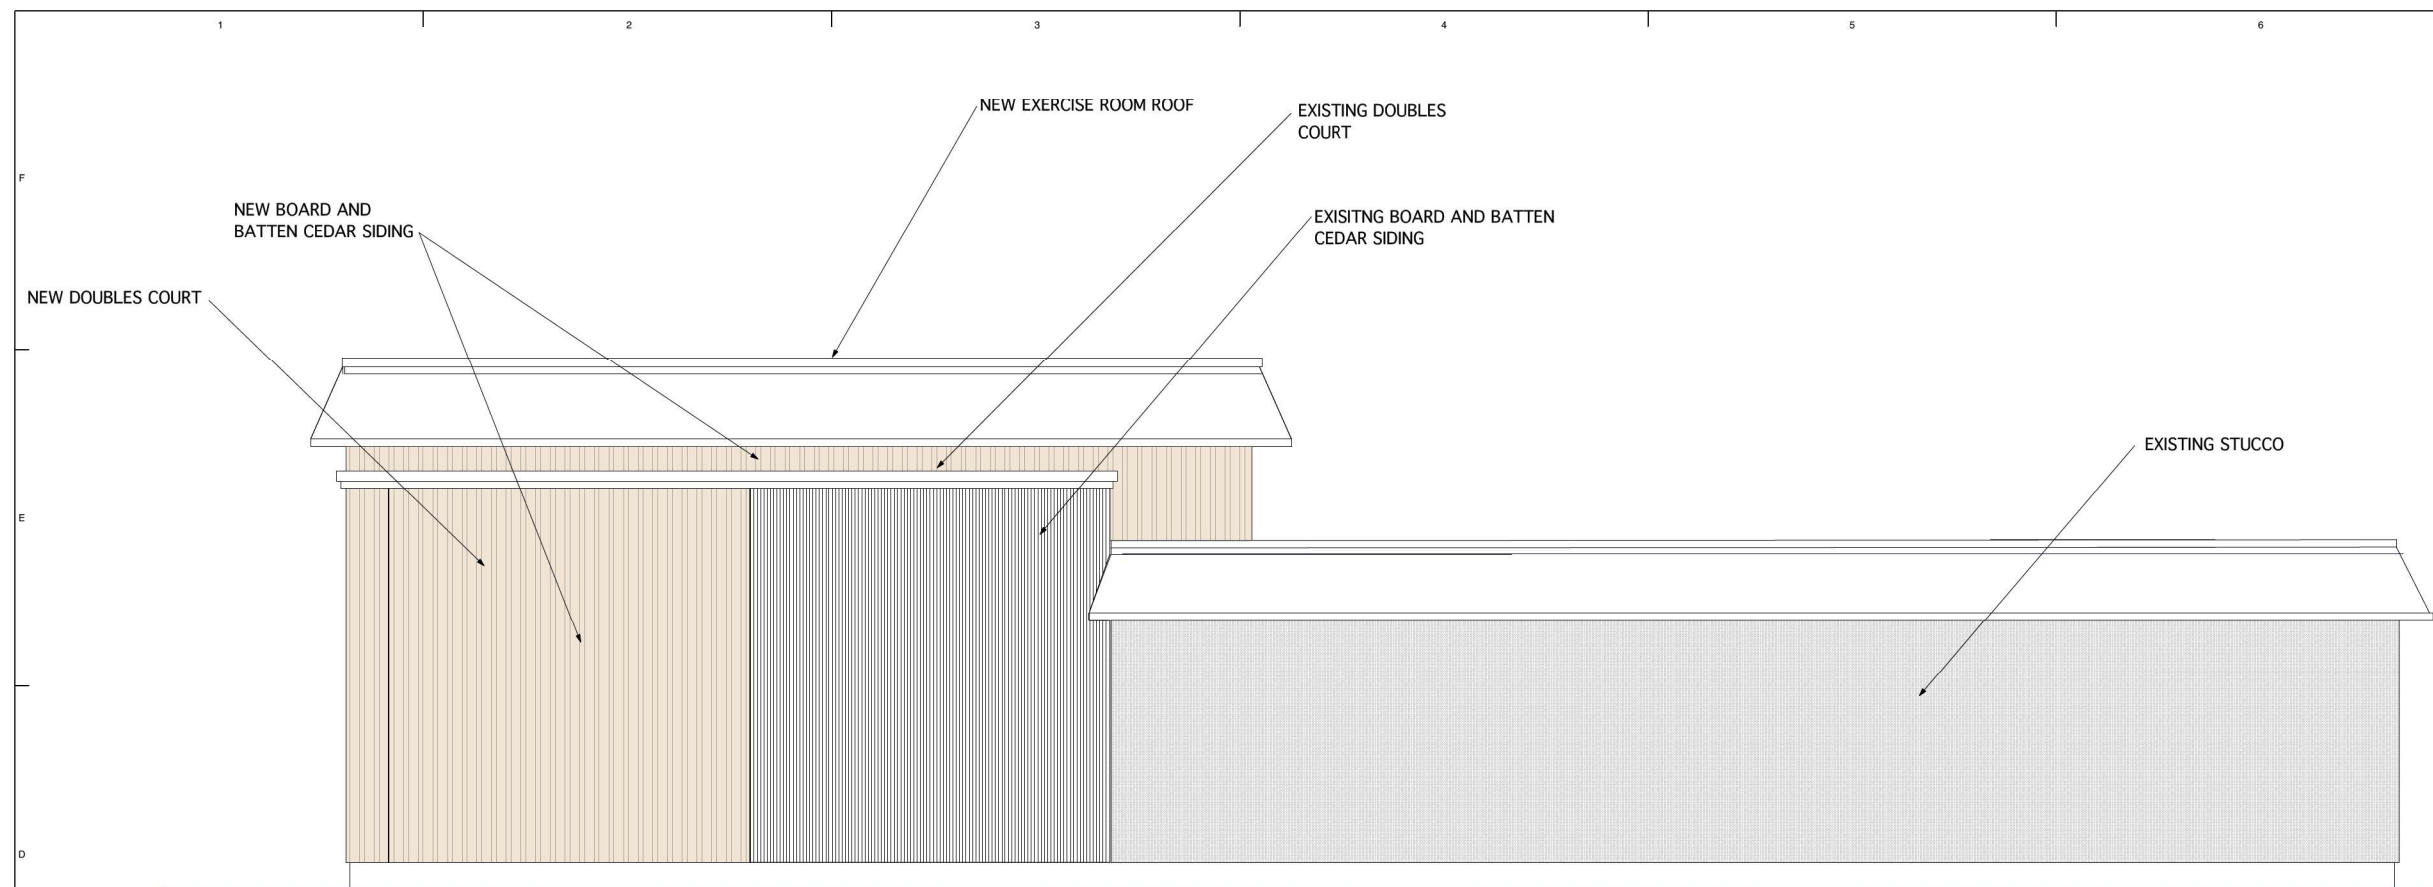 1 2 3 4 5 6
NEW EXERCISE ROOM ROOF
EXISTING DOUBLES
COURT
F
NEW BOARD AND
BATTEN CEDAR SIDING
EXISITNG BOARD AND BATTEN
CEDAR SIDING
NEW DOUBLES COURT
EXISTING STUCCO
E
D